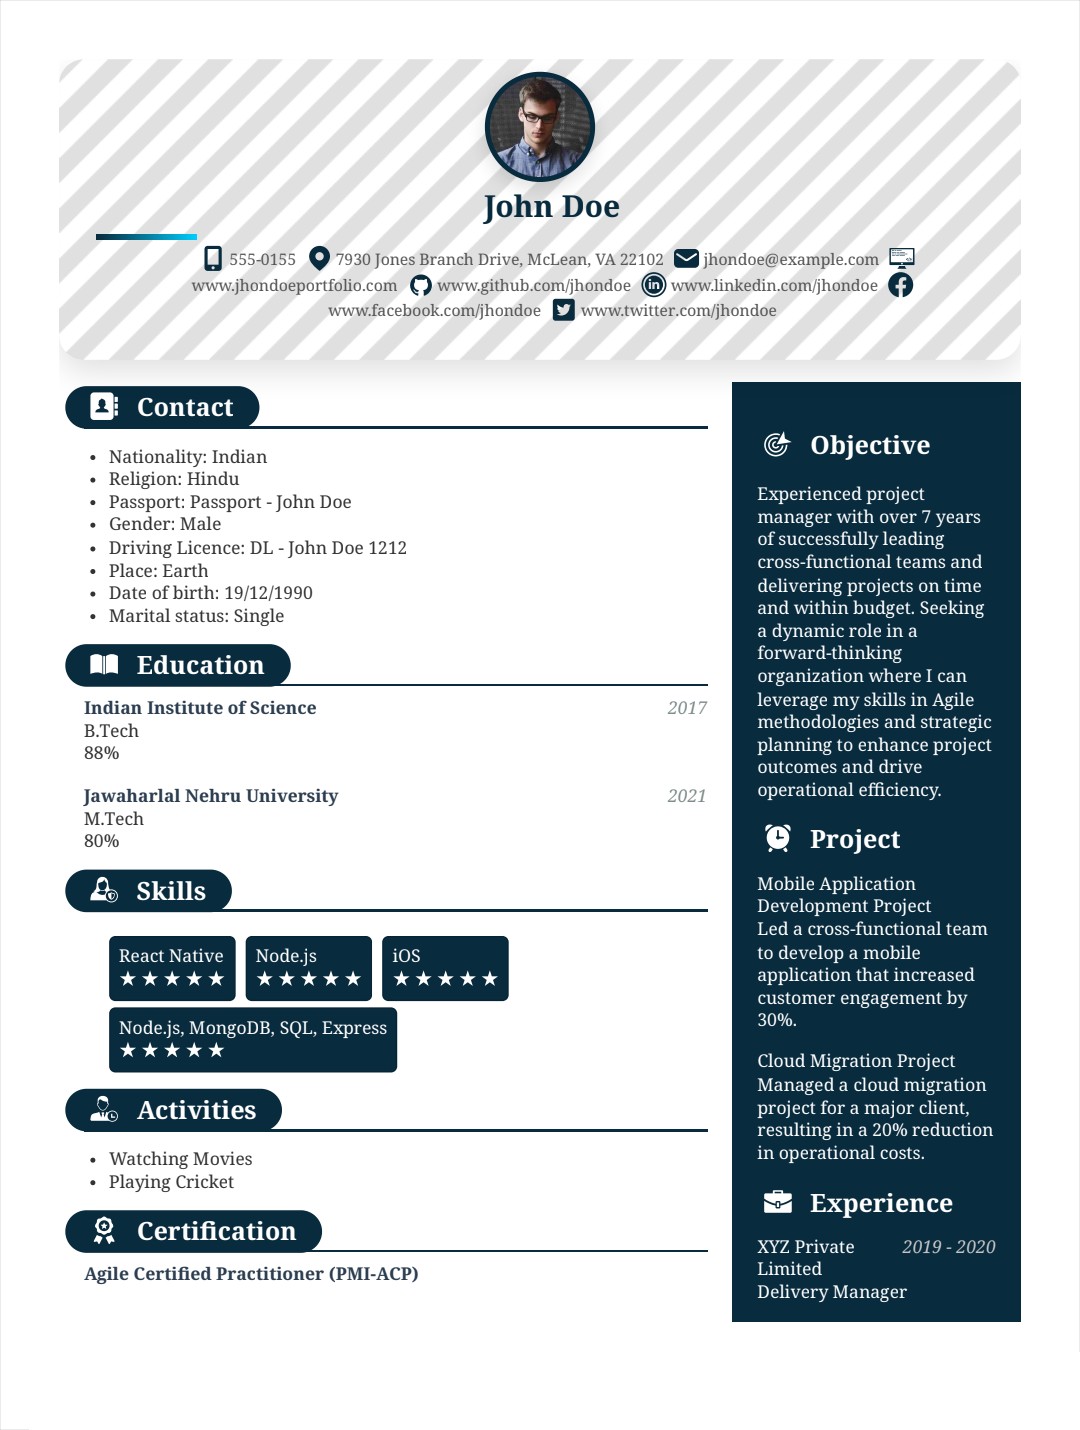 John Doe
555-0155 7930 Jones Branch Drive, McLean, VA 22102 jhondoe@example.com
www.jhondoeportfolio.com www.github.com/jhondoe www.linkedin.com/jhondoe
www.facebook.com/jhondoe www.twitter.com/jhondoe
Contact
• Nationality: Indian
• Religion: Hindu
• Passport: Passport - John Doe
• Gender: Male
• Driving Licence: DL - John Doe 1212
• Place: Earth
• Date of birth: 19/12/1990
• Marital status: Single
Education
Indian Institute of Science 2017
B.Tech
88%
Jawaharlal Nehru University 2021
M.Tech
80%
Skills
React Native Node.js iOS
★★★★★ ★★★★★ ★★★★★
Node.js, MongoDB, SQL, Express
★★★★★
Activities
• Watching Movies
• Playing Cricket
Certification
Agile Certified Practitioner (PMI-ACP)
Objective
Experienced project
manager with over 7 years
of successfully leading
cross-functional teams and
delivering projects on time
and within budget. Seeking
a dynamic role in a
forward-thinking
organization where I can
leverage my skills in Agile
methodologies and strategic
planning to enhance project
outcomes and drive
operational efficiency.
Project
Mobile Application
Development Project
Led a cross-functional team
to develop a mobile
application that increased
customer engagement by
30%.
Cloud Migration Project
Managed a cloud migration
project for a major client,
resulting in a 20% reduction
in operational costs.
Experience
XYZ Private 2019 - 2020
Limited
Delivery Manager